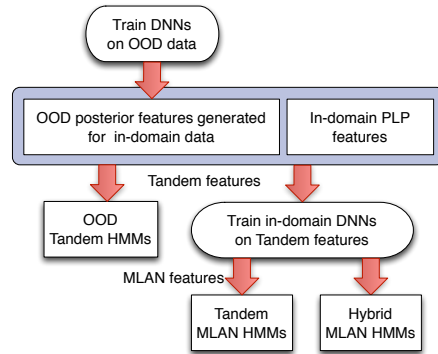 Train DNNs
on OOD data
OOD posterior features generated
for in-domain data
In-domain PLP
features
Tandem features
OOD
Tandem HMMs
Train in-domain DNNs
on Tandem features
MLAN features
Tandem
MLAN HMMs
Hybrid
MLAN HMMs